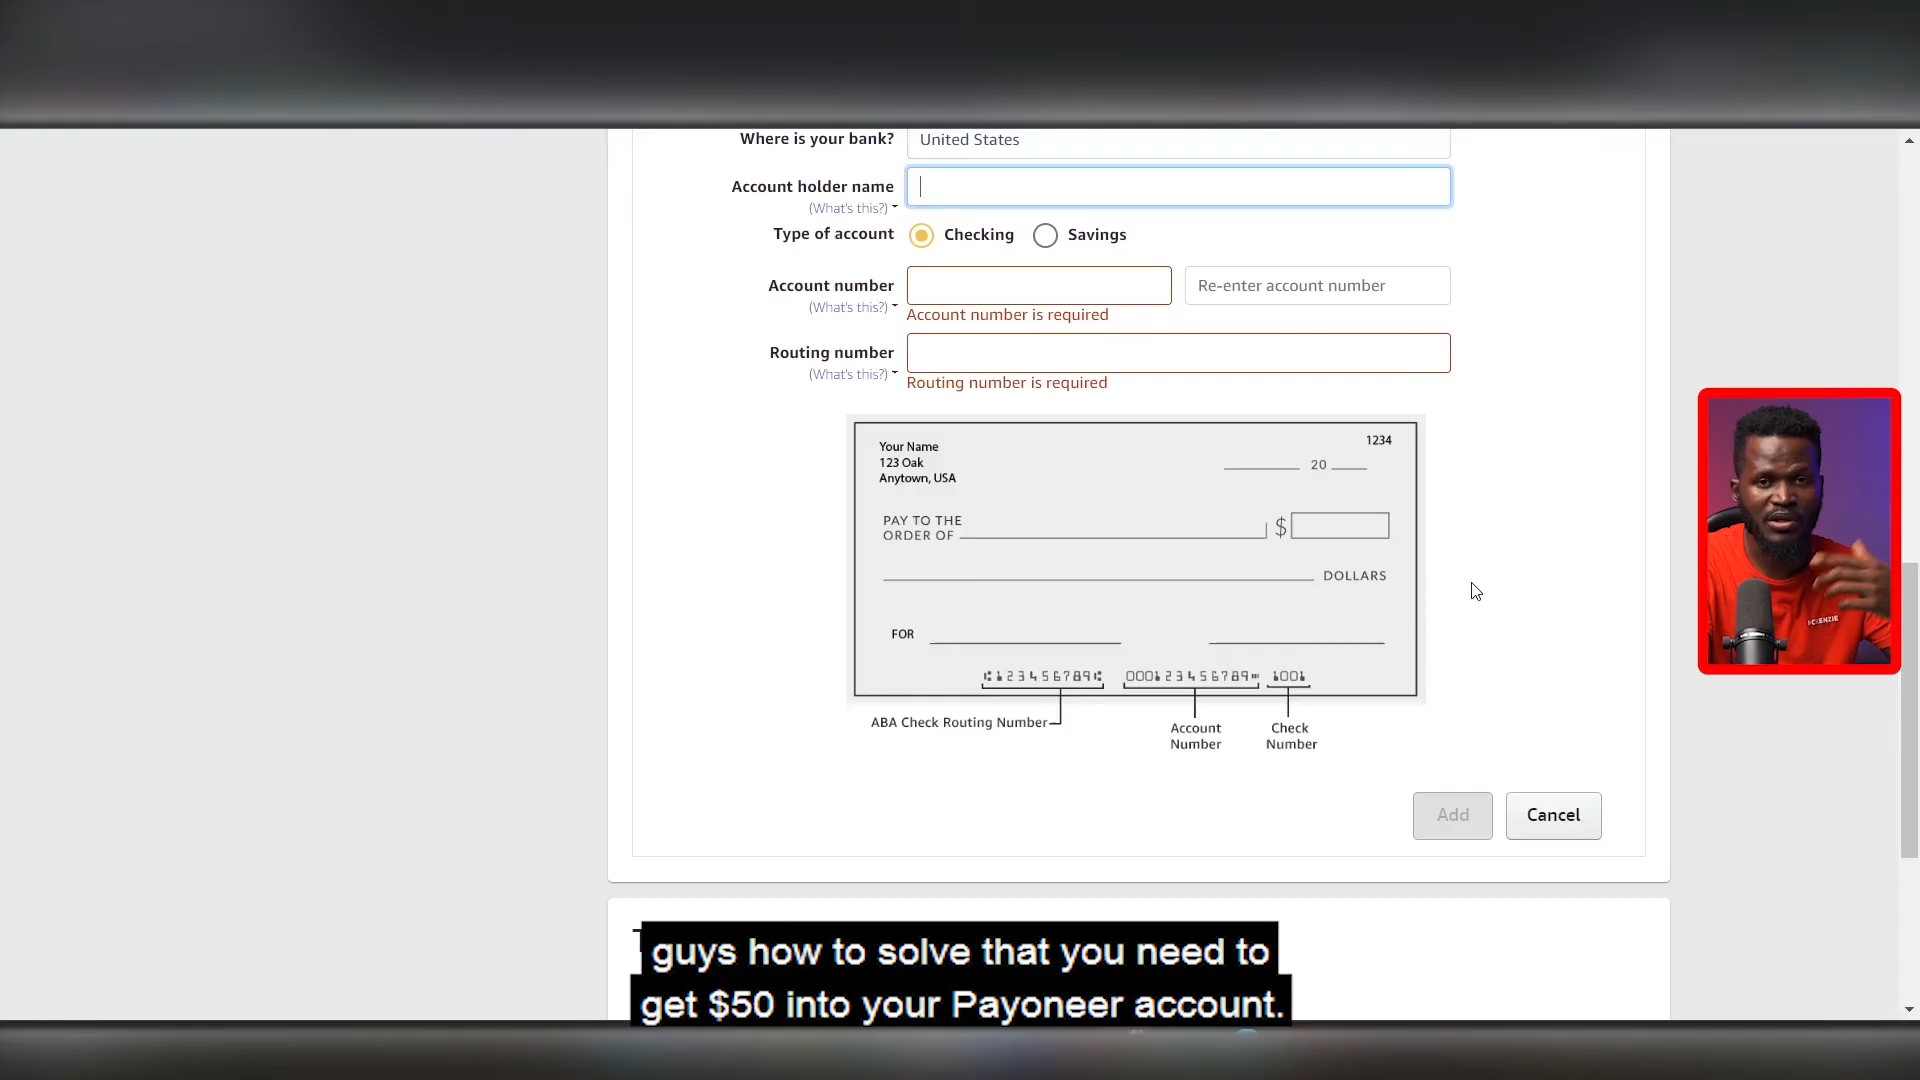 Where is your bank? United States
Account holder name
(What's this?)
Type of account Checking Savings
Account number Re-enter account number
(What's this?) Account number is required
Routing number
(What's this?) Routing number is required
Your Name 1234
123 Oak 20
Anytown, USA
PAY TO THE
ORDER OF $
DOLLARS
FOR
123456789 000123456789 1001
ABA Check Routing Number
Account Check
Number Number
Add Cancel
guys how to solve that you need to
get $50 into your Payoneer account.